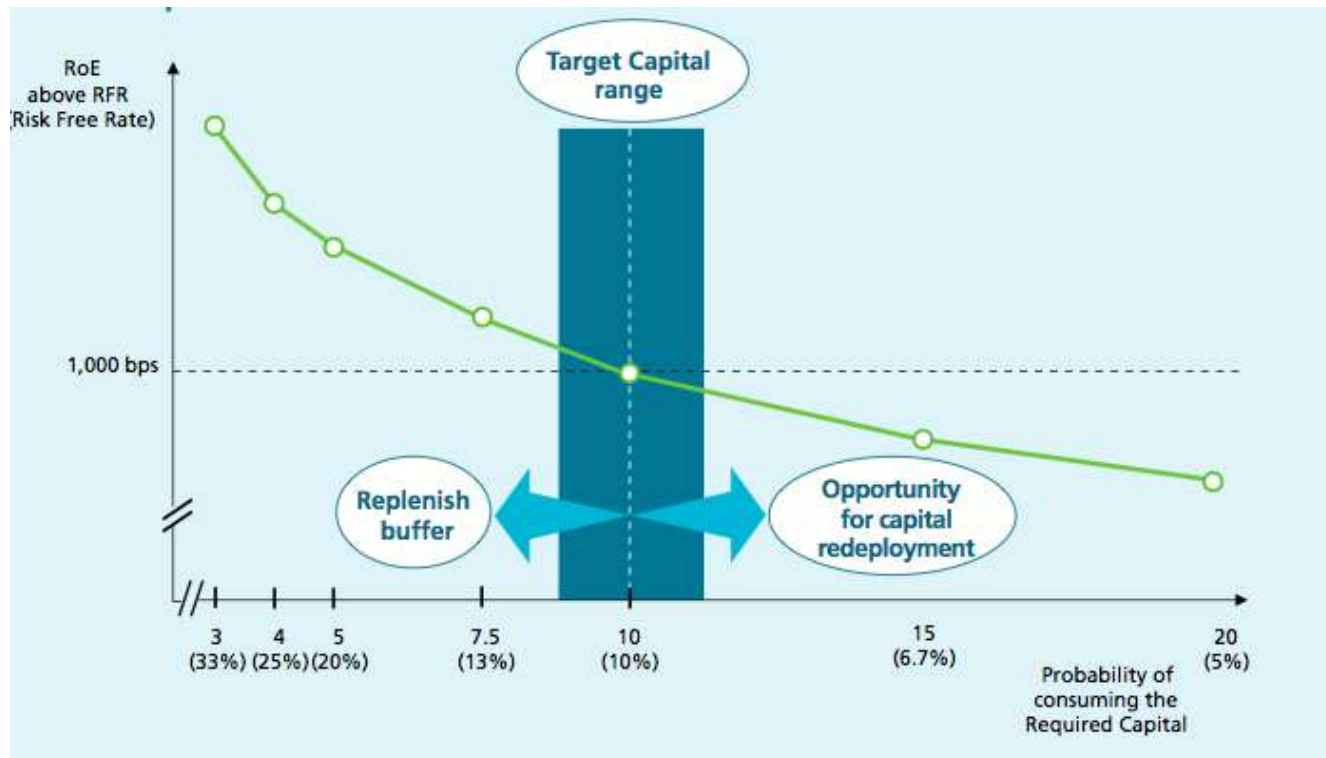 RoE
above RFR
(Risk Free Rate)
Target Capital
range
1,000 bps
Replenish
buffer
Opportunity
for capital
redeployment
3
(33%)
4
(25%)
5
(20%)
7.5
(13%)
10
(10%)
15
(6.7%)
20
(5%)
Probability of
consuming the
Required Capital